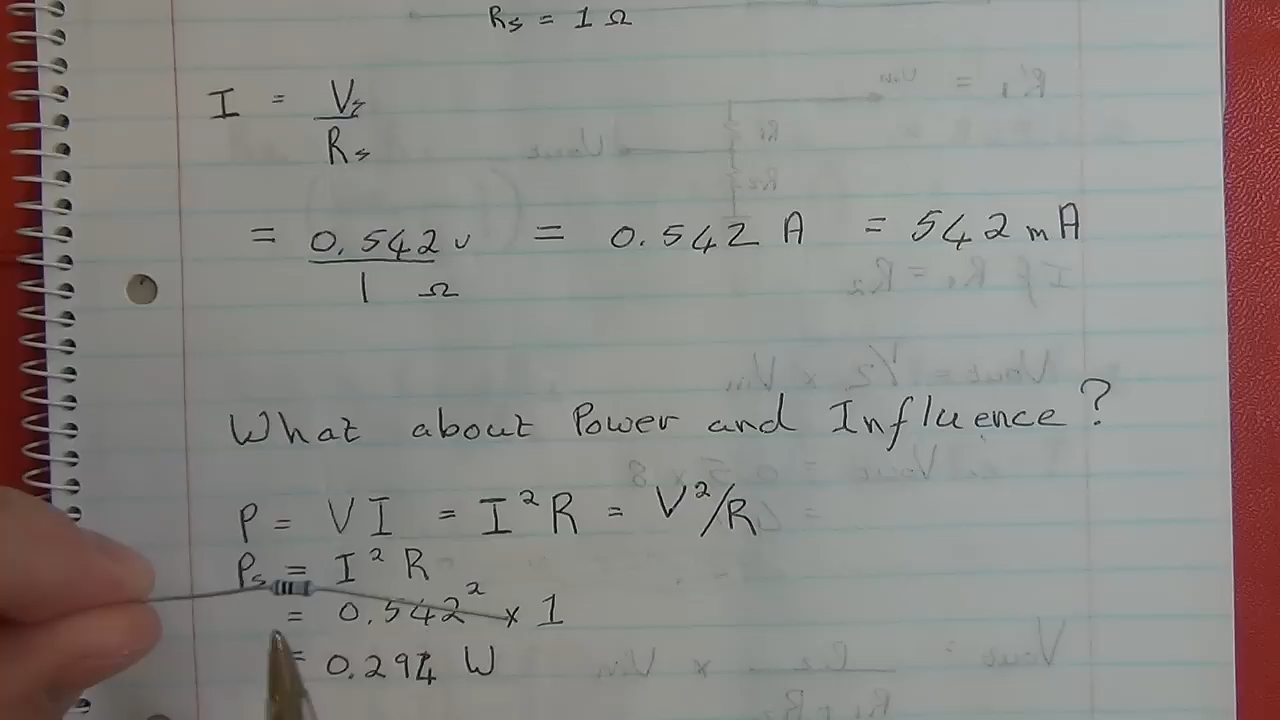 Rs = 1 Ω
I = Vs / Rs
= 0.542v / 1 Ω = 0.542 A = 542 mA
What about Power and Influence?
P = VI = I²R = V²/R
Ps = I² R
= 0.542² × 1
= 0.294 W